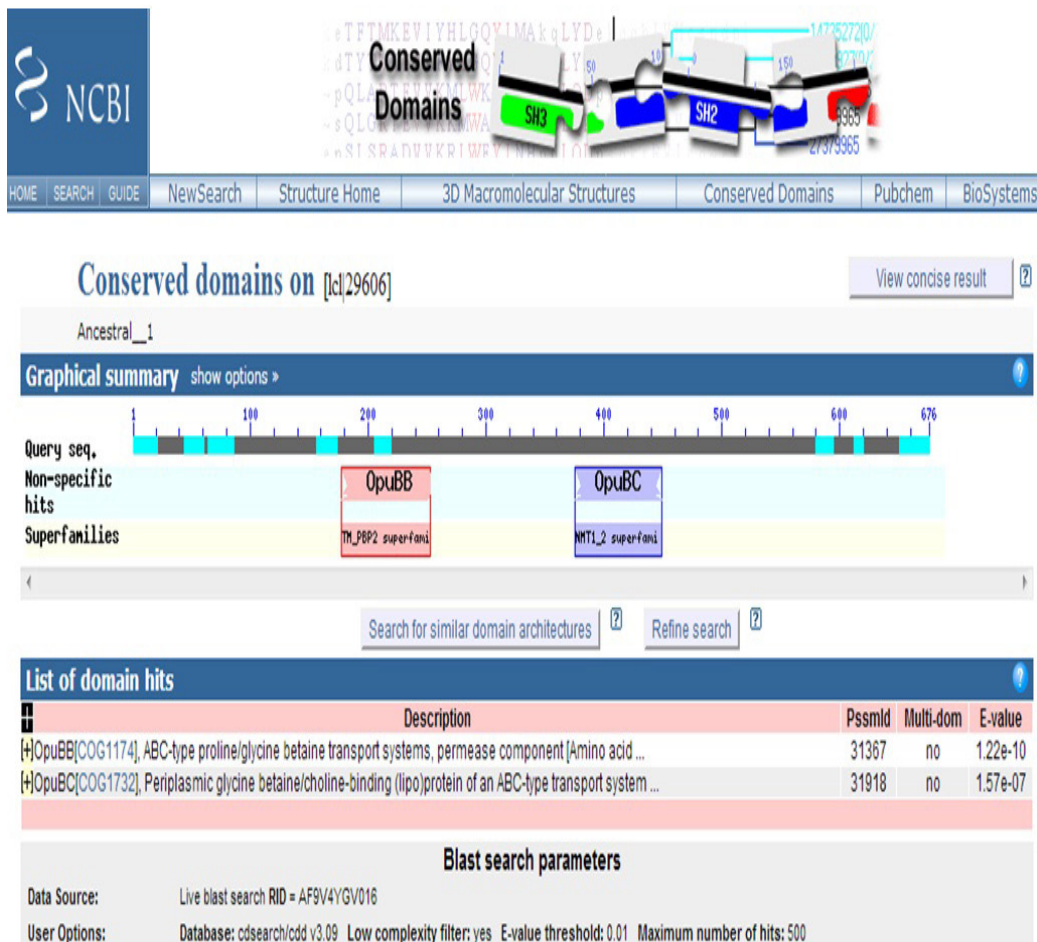 NCBI
Conserved
Domains
SH3
SH2
HOME SEARCH GUIDE NewSearch Structure Home 3D Macromolecular Structures Conserved Domains Pubchem BioSystems
Conserved domains on [lcl|29606]
View concise result ?
Ancestral__1
Graphical summary show options » ?
1 100 200 300 400 500 600 676
Query seq.
Non-specific
hits
OpuBB OpuBC
Superfamilies TM_PBP2 superfami NMT1_2 superfami
Search for similar domain architectures ? Refine search ?
List of domain hits ?
Description PssmId Multi-dom E-value
[+]OpuBB[COG1174], ABC-type proline/glycine betaine transport systems, permease component [Amino acid ... 31367 no 1.22e-10
[+]OpuBC[COG1732], Periplasmic glycine betaine/choline-binding (lipo)protein of an ABC-type transport system ... 31918 no 1.57e-07
Blast search parameters
Data Source: Live blast search RID = AF9V4YGV016
User Options: Database: cdsearch/cdd v3.09 Low complexity filter: yes E-value threshold: 0.01 Maximum number of hits: 500